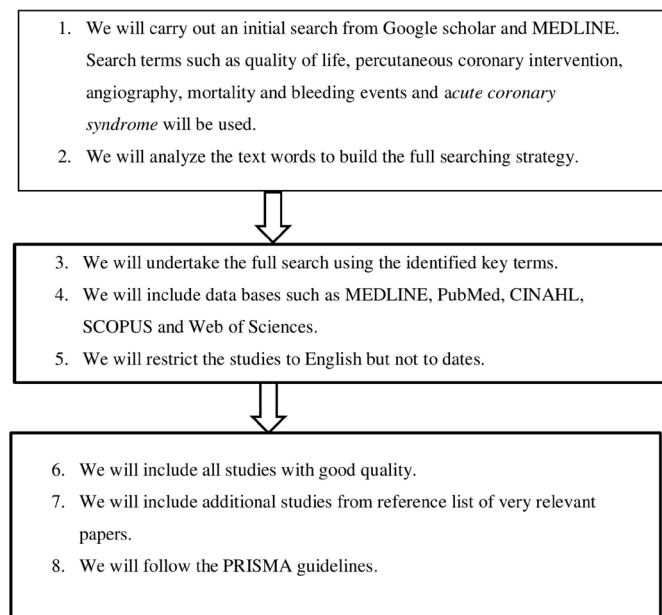 1. We will carry out an initial search from Google scholar and MEDLINE.
Search terms such as quality of life, percutaneous coronary intervention,
angiography, mortality and bleeding events and acute coronary
syndrome will be used.
2. We will analyze the text words to build the full searching strategy.
3. We will undertake the full search using the identified key terms.
4. We will include data bases such as MEDLINE, PubMed, CINAHL,
SCOPUS and Web of Sciences.
5. We will restrict the studies to English but not to dates.
6. We will include all studies with good quality.
7. We will include additional studies from reference list of very relevant
papers.
8. We will follow the PRISMA guidelines.